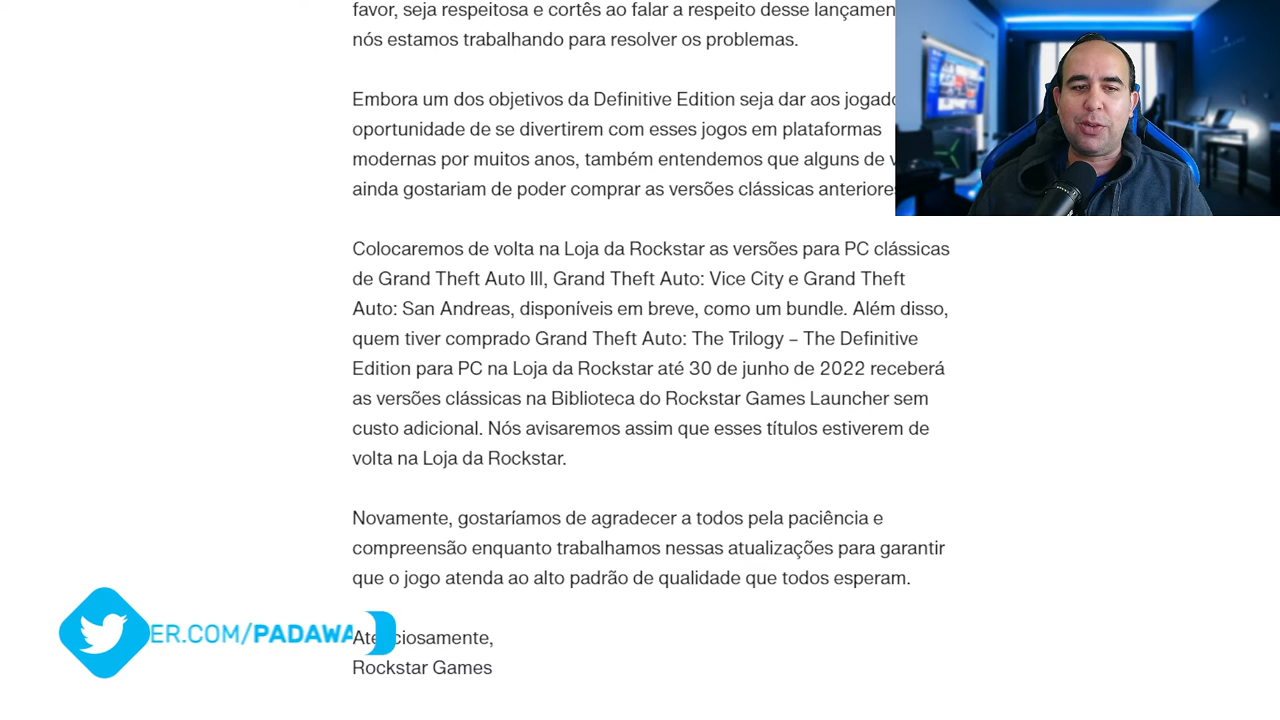 favor, seja respeitosa e cortês ao falar a respeito desse
nós estamos trabalhando para resolver os problemas.
Embora um dos objetivos da Definitive Edition seja dar aos
oportunidade de se divertirem com esses jogos em plataformas
modernas por muitos anos, também entendemos que alguns de
ainda gostariam de poder comprar as versões clássicas
Colocaremos de volta na Loja da Rockstar as versões para PC clássicas
de Grand Theft Auto III, Grand Theft Auto: Vice City e Grand Theft
Auto: San Andreas, disponíveis em breve, como um bundle. Além disso,
quem tiver comprado Grand Theft Auto: The Trilogy – The Definitive
Edition para PC na Loja da Rockstar até 30 de junho de 2022 receberá
as versões clássicas na Biblioteca do Rockstar Games Launcher sem
custo adicional. Nós avisaremos assim que esses títulos estiverem de
volta na Loja da Rockstar.
Novamente, gostaríamos de agradecer a todos pela paciência e
compreensão enquanto trabalhamos nessas atualizações para garantir
que o jogo atenda ao alto padrão de qualidade que todos esperam.
ER.COM/PADAWA
Rockstar Games